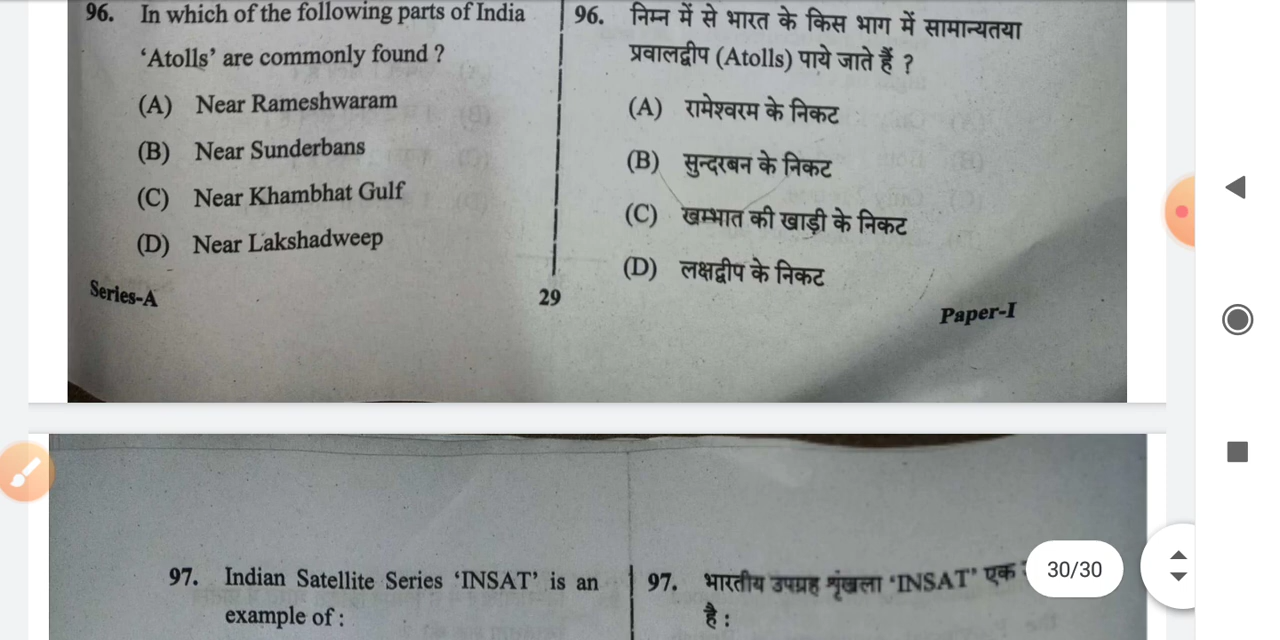 96. In which of the following parts of India
‘Atolls’ are commonly found ?
(A) Near Rameshwaram
(B) Near Sunderbans
(C) Near Khambhat Gulf
(D) Near Lakshadweep
Series-A
96. निम्न में से भारत के किस भाग में सामान्यतया
प्रवालद्वीप (Atolls) पाये जाते हैं ?
(A) रामेश्वरम के निकट
(B) सुन्दरबन के निकट
(C) खम्भात की खाड़ी के निकट
(D) लक्षद्वीप के निकट
29
Paper-I
97. Indian Satellite Series ‘INSAT’ is an
example of :
97. भारतीय उपग्रह शृंखला ‘INSAT’ एक
है :
30/30